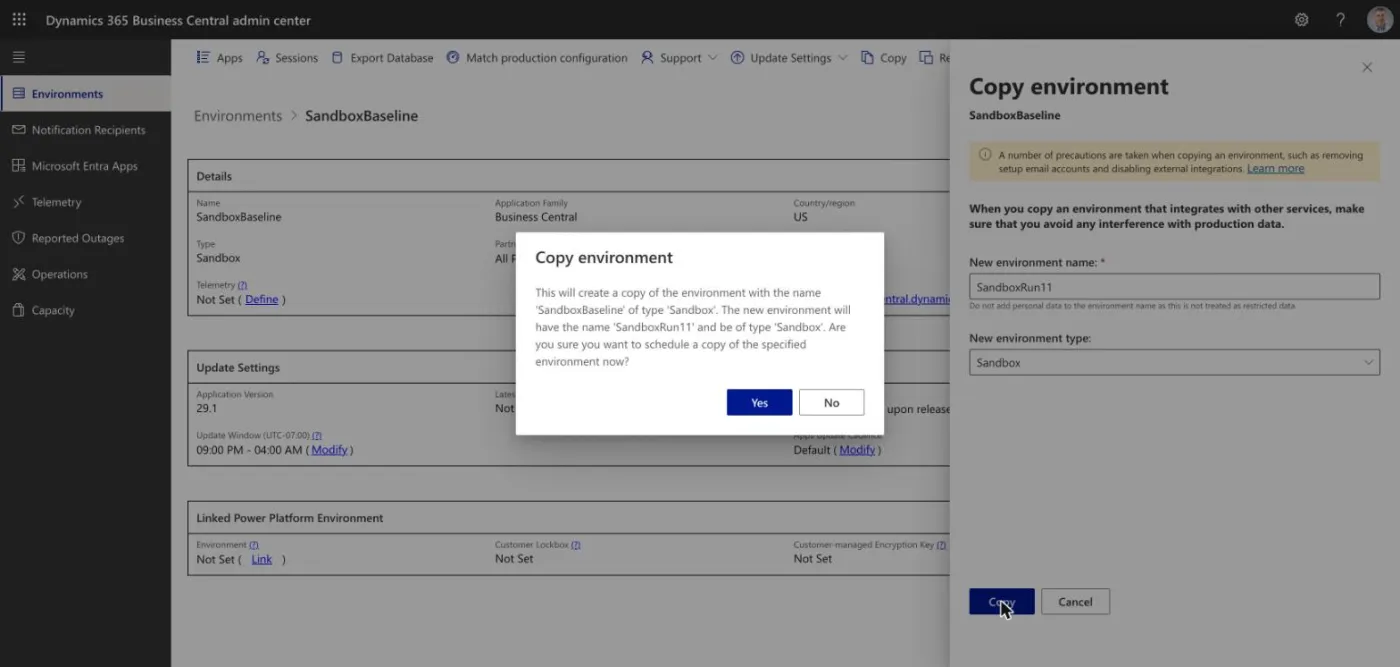 Dynamics 365 Business Central admin center
?
Apps
Sessions
Export Database
Match production configuration
Support
Update Settings
Copy
Environments
Notification Recipients
Microsoft Entra Apps
Telemetry
Reported Outages
Operations
Capacity
Environments > SandboxBaseline
Details
Name
SandboxBaseline
Application Family
Business Central
Country/region
US
Type
Sandbox
Telemetry (?)
Not Set ( Define )
Update Settings
Application Version
29.1
Not
upon release
Update Window (UTC-07:00) (?)
09:00 PM - 04:00 AM ( Modify )
Apps Update Cadence
Default ( Modify )
Linked Power Platform Environment
Environment (?)
Not Set ( Link )
Customer Lockbox (?)
Not Set
Customer-managed Encryption Key (?)
Not Set
Copy environment
This will create a copy of the environment with the name
'SandboxBaseline' of type 'Sandbox'. The new environment will
have the name 'SandboxRun11' and be of type 'Sandbox'. Are
you sure you want to schedule a copy of the specified
environment now?
Yes
No
Copy environment
SandboxBaseline
A number of precautions are taken when copying an environment, such as removing
setup email accounts and disabling external integrations. Learn more
When you copy an environment that integrates with other services, make
sure that you avoid any interference with production data.
New environment name: *
SandboxRun11
Do not add personal data to the environment name as this is not treated as restricted data.
New environment type:
Sandbox
Copy
Cancel